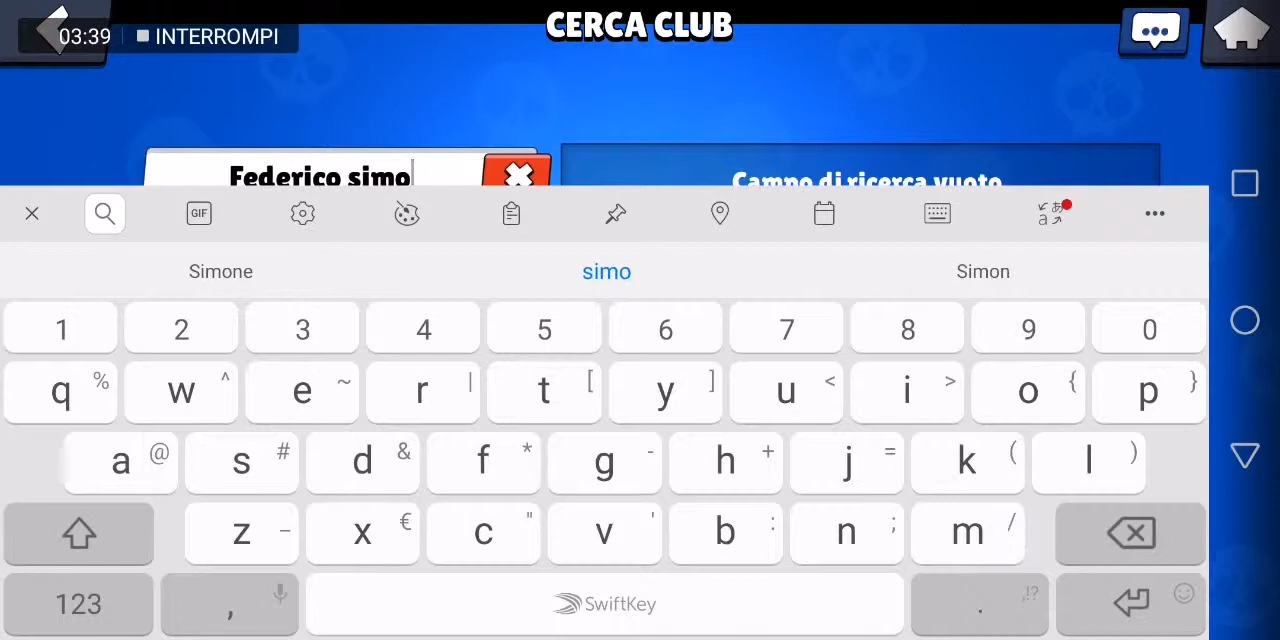 CERCA CLUB
03:39 INTERROMPI
Federico simo
Campo di ricerca vuoto
GIF
Simone simo Simon
1 2 3 4 5 6 7 8 9 0
q % w ^ e ~ r | t [ y ] u < i > o { p }
a @ s # d & f * g - h + j = k ( l )
z _ x € c " v ' b : n ; m /
123 , SwiftKey . ,!?